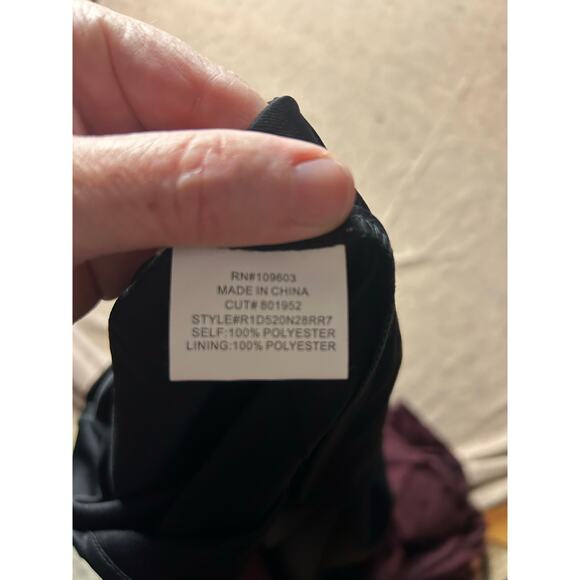 RN#109603
MADE IN CHINA
CUT# 801952
STYLE#R1D520N28RR7
SELF:100% POLYESTER
LINING:100% POLYESTER